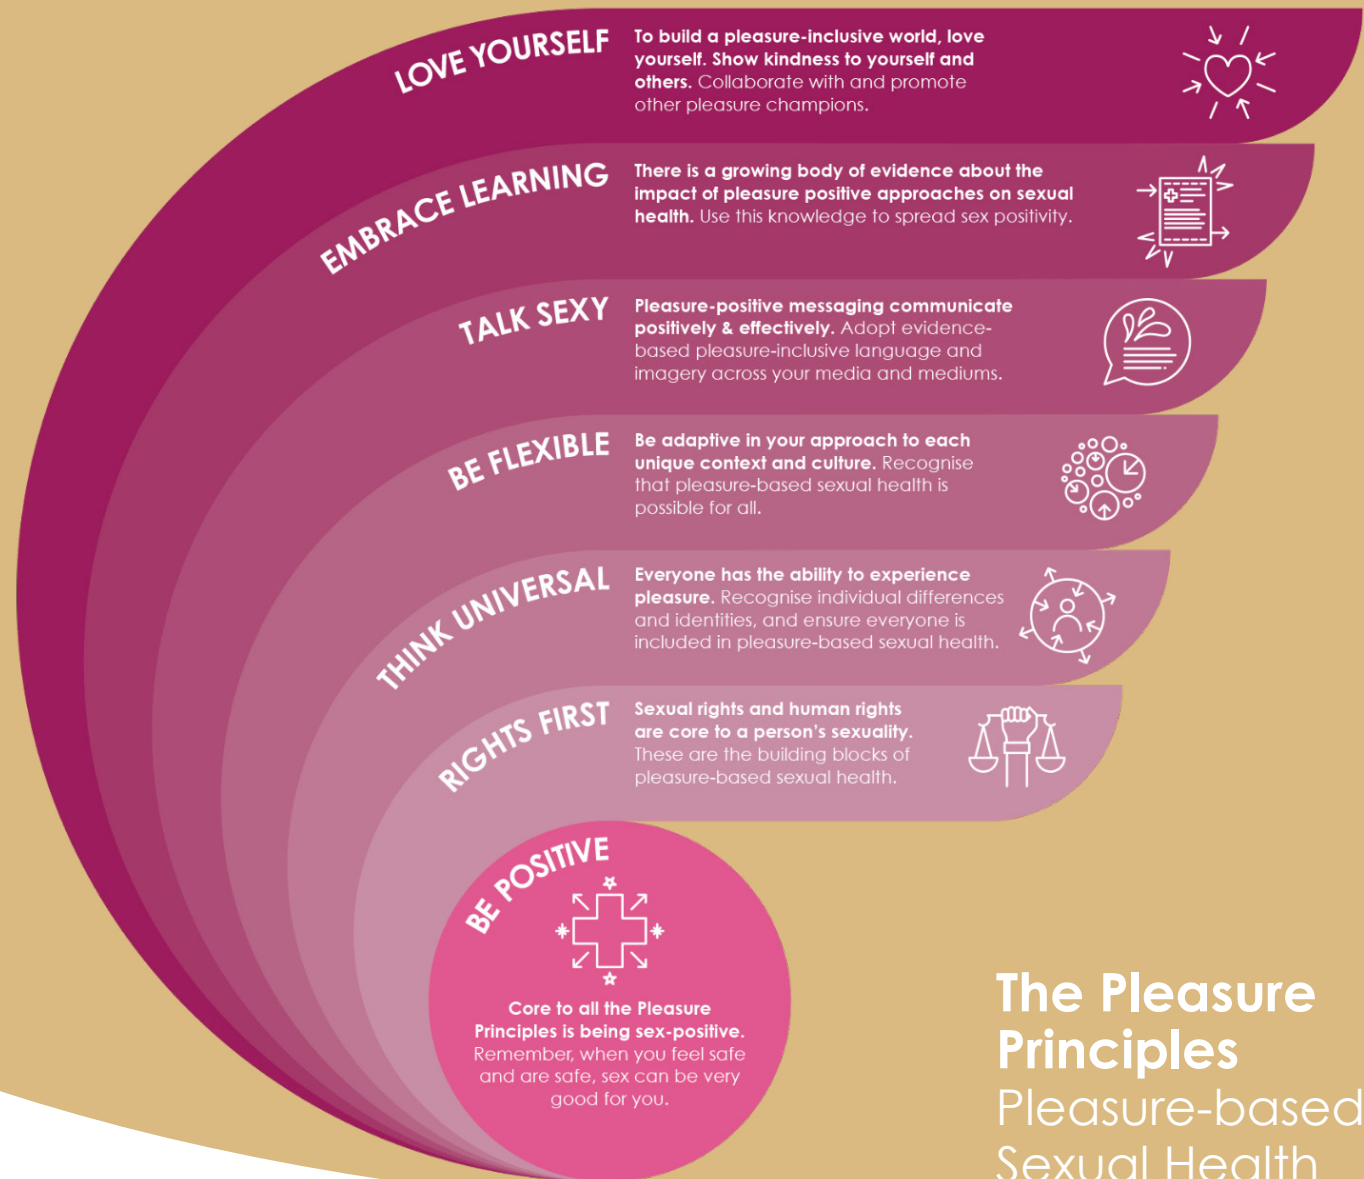 LOVE YOURSELF
To build a pleasure-inclusive world, love
yourself. Show kindness to yourself and
others. Collaborate with and promote
other pleasure champions.
EMBRACE LEARNING
There is a growing body of evidence about the
impact of pleasure positive approaches on sexual
health. Use this knowledge to spread sex positivity.
TALK SEXY
Pleasure-positive messaging communicate
positively & effectively. Adopt evidence-
based pleasure-inclusive language and
imagery across your media and mediums.
BE FLEXIBLE
Be adaptive in your approach to each
unique context and culture. Recognise
that pleasure-based sexual health is
possible for all.
THINK UNIVERSAL
Everyone has the ability to experience
pleasure. Recognise individual differences
and identities, and ensure everyone is
included in pleasure-based sexual health.
RIGHTS FIRST
Sexual rights and human rights
are core to a person's sexuality.
These are the building blocks of
pleasure-based sexual health.
BE POSITIVE
Core to all the Pleasure
Principles is being sex-positive.
Remember, when you feel safe
and are safe, sex can be very
good for you.
The Pleasure
Principles
Pleasure-based
Sexual Health